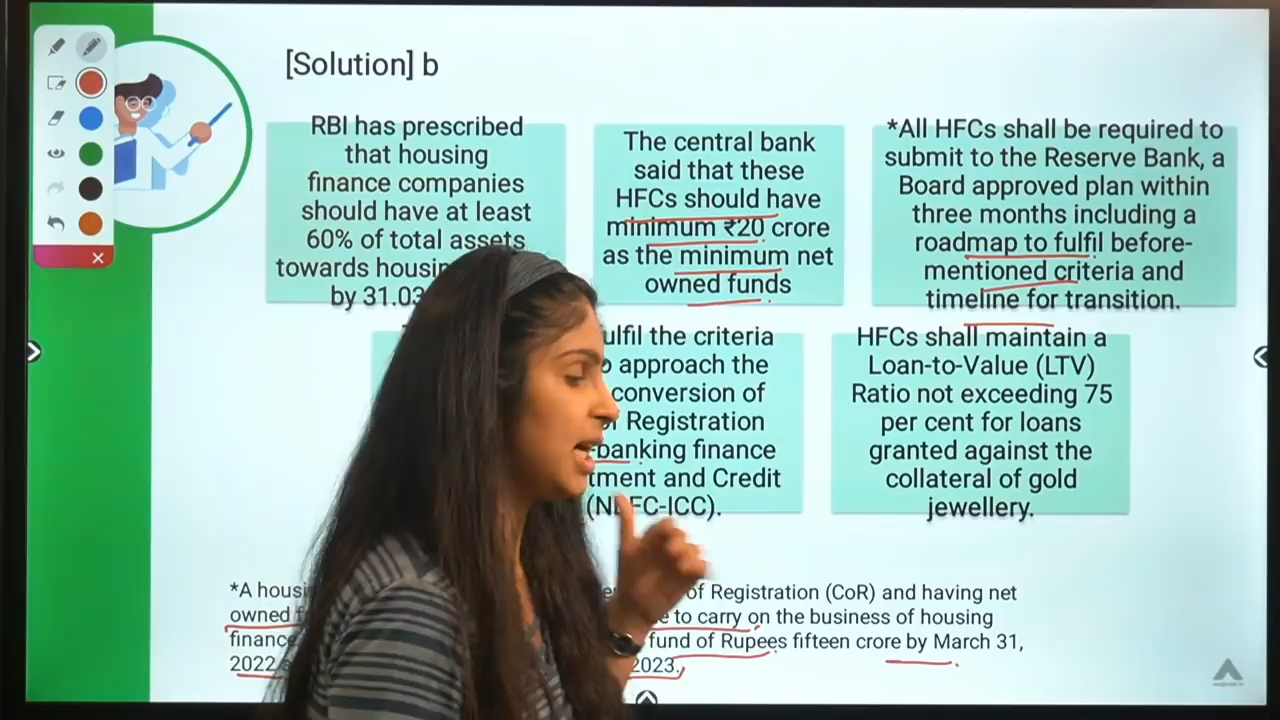 [Solution] b
RBI has prescribed
that housing
finance companies
should have at least
60% of total assets
towards housin
by 31.03
The central bank
said that these
HFCs should have
minimum ₹20 crore
as the minimum net
owned funds
*All HFCs shall be required to
submit to the Reserve Bank, a
Board approved plan within
three months including a
roadmap to fulfil before-
mentioned criteria and
timeline for transition.
ulfil the criteria
approach the
conversion of
Registration
-banking finance
tment and Credit
(NBFC-ICC).
HFCs shall maintain a
Loan-to-Value (LTV)
Ratio not exceeding 75
per cent for loans
granted against the
collateral of gold
jewellery.
*A housi of Registration (CoR) and having net
owned f e to carry on the business of housing
finance fund of Rupees fifteen crore by March 31,
2022 2023.